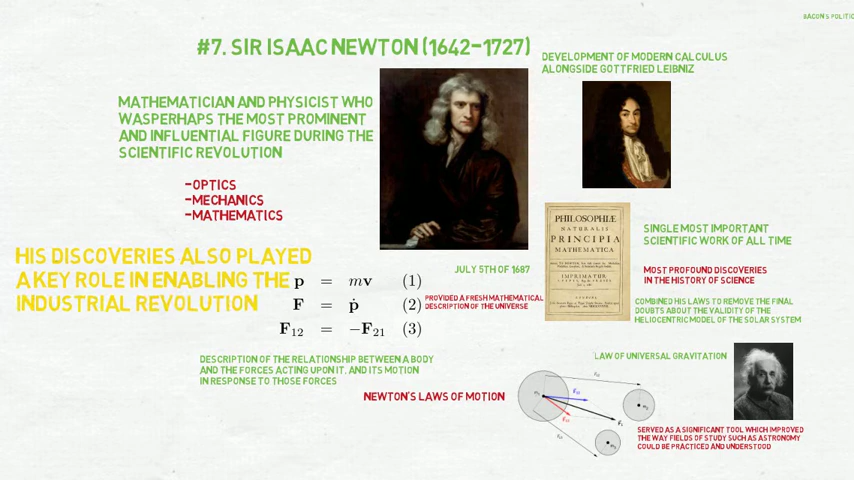 BACON'S POLITIC
#7. SIR ISAAC NEWTON (1642-1727)
DEVELOPMENT OF MODERN CALCULUS
ALONGSIDE GOTTFRIED LEIBNIZ
MATHEMATICIAN AND PHYSICIST WHO
WASPERHAPS THE MOST PROMINENT
AND INFLUENTIAL FIGURE DURING THE
SCIENTIFIC REVOLUTION
-OPTICS
-MECHANICS
-MATHEMATICS
HIS DISCOVERIES ALSO PLAYED
A KEY ROLE IN ENABLING THE
INDUSTRIAL REVOLUTION
p = mv (1)
F = ṗ (2)
F₁₂ = −F₂₁ (3)
JULY 5TH OF 1687
PROVIDED A FRESH MATHEMATICAL
DESCRIPTION OF THE UNIVERSE
PHILOSOPHIÆ
NATURALIS
PRINCIPIA
MATHEMATICA
IMPRIMATUR
SINGLE MOST IMPORTANT
SCIENTIFIC WORK OF ALL TIME
MOST PROFOUND DISCOVERIES
IN THE HISTORY OF SCIENCE
COMBINED HIS LAWS TO REMOVE THE FINAL
DOUBTS ABOUT THE VALIDITY OF THE
HELIOCENTRIC MODEL OF THE SOLAR SYSTEM
DESCRIPTION OF THE RELATIONSHIP BETWEEN A BODY
AND THE FORCES ACTING UPON IT, AND ITS MOTION
IN RESPONSE TO THOSE FORCES
NEWTON'S LAWS OF MOTION
LAW OF UNIVERSAL GRAVITATION
SERVED AS A SIGNIFICANT TOOL WHICH IMPROVED
THE WAY FIELDS OF STUDY SUCH AS ASTRONOMY
COULD BE PRACTICED AND UNDERSTOOD